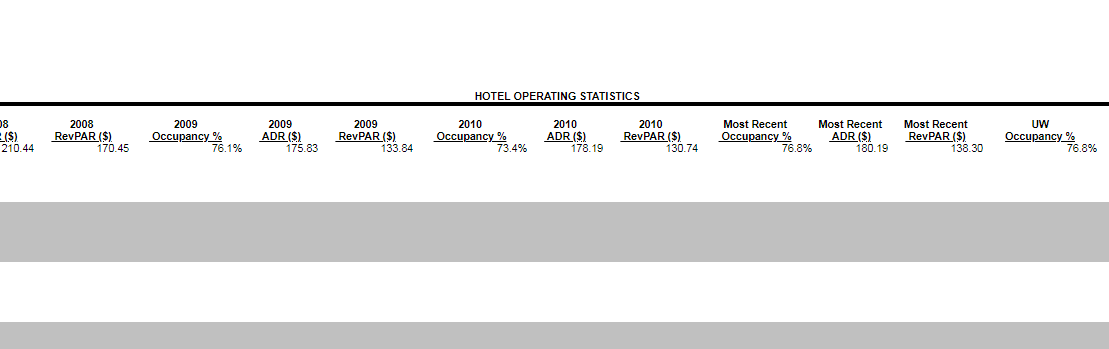 HOTEL OPERATING STATISTICS
08 2008 2009 2009 2009 2010 2010 2010 Most Recent Most Recent Most Recent UW
($) RevPAR ($) Occupancy % ADR ($) RevPAR ($) Occupancy % ADR ($) RevPAR ($) Occupancy % ADR ($) RevPAR ($) Occupancy %
210.44 170.45 76.1% 175.83 133.84 73.4% 178.19 130.74 76.8% 180.19 138.30 76.8%